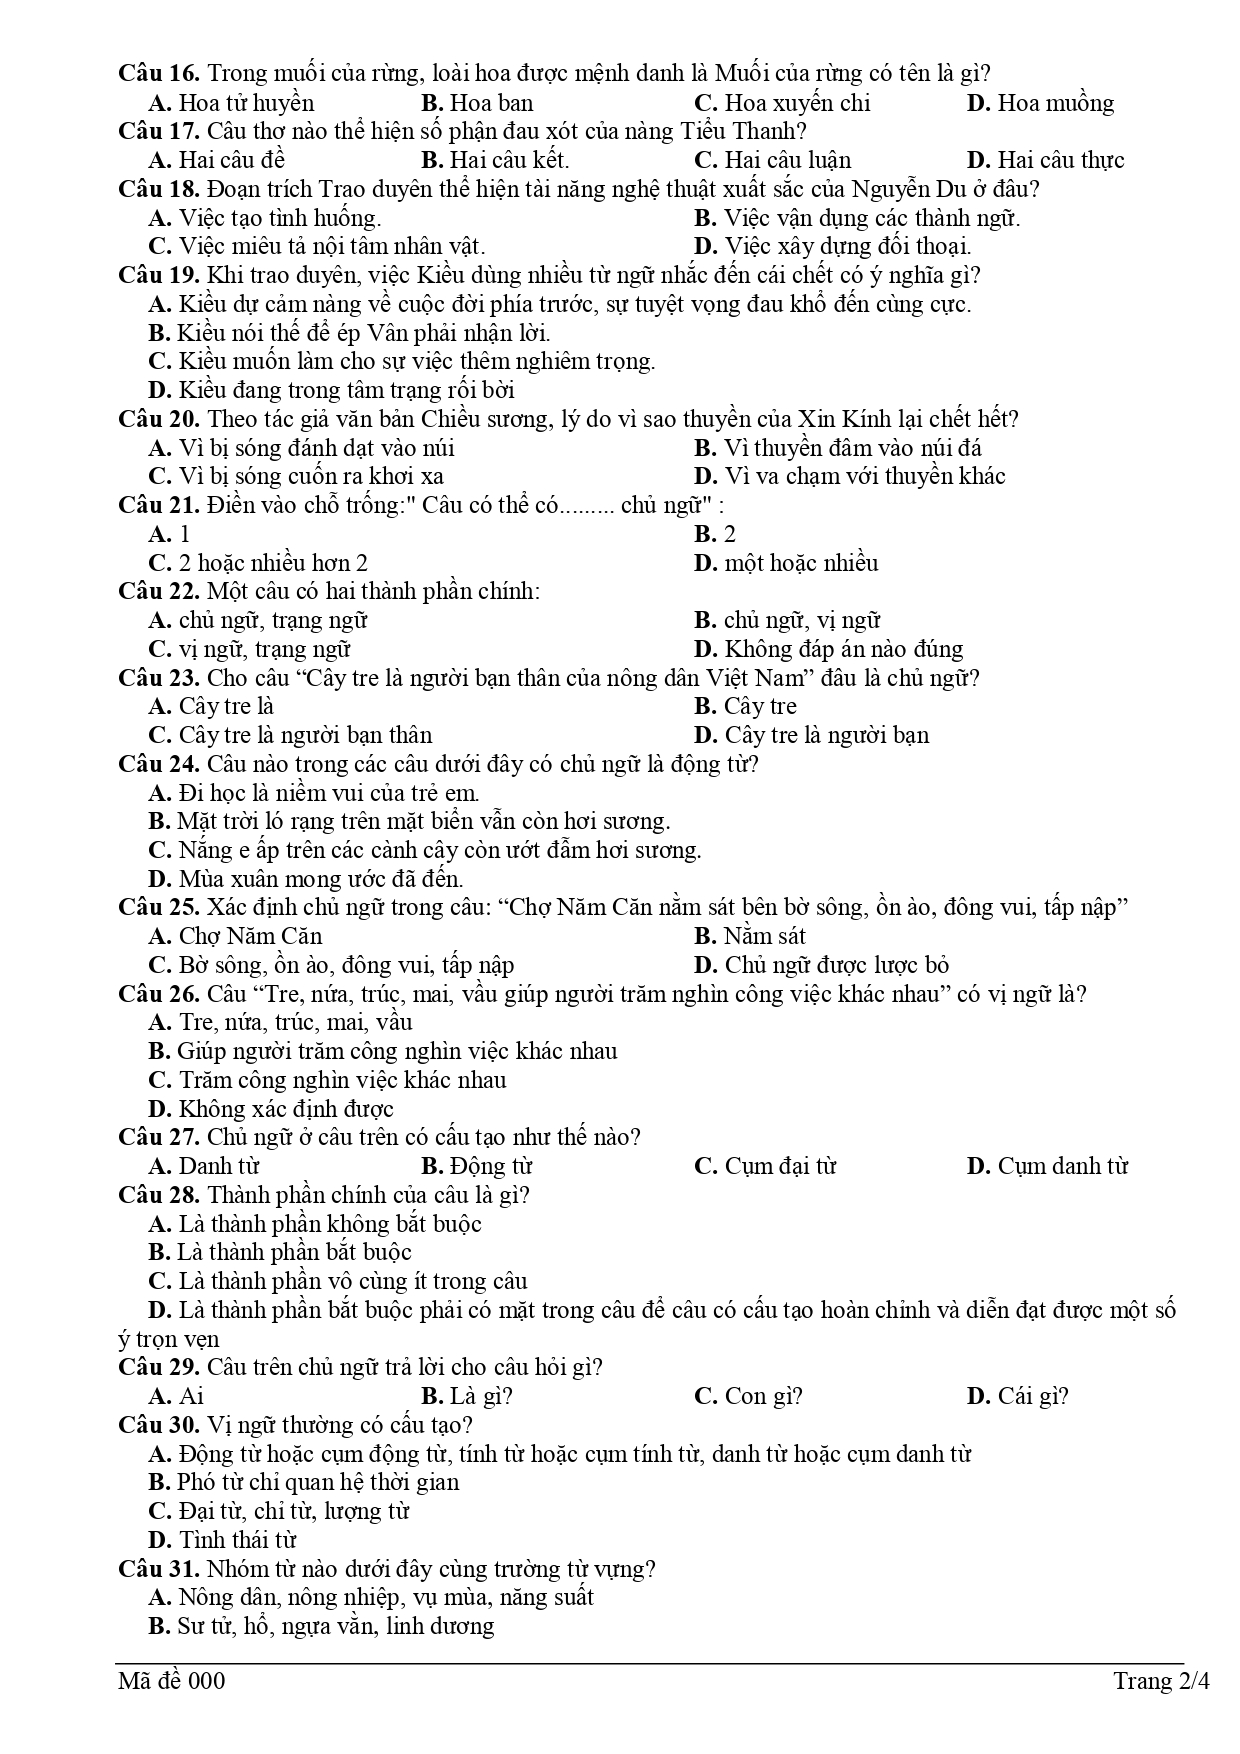 Câu 16. Trong muối của rừng, loài hoa được mệnh danh là Muối của rừng có tên là gì?
A. Hoa tử huyền B. Hoa ban C. Hoa xuyến chi D. Hoa muồng
Câu 17. Câu thơ nào thể hiện số phận đau xót của nàng Tiểu Thanh?
A. Hai câu đề B. Hai câu kết. C. Hai câu luận D. Hai câu thực
Câu 18. Đoạn trích Trao duyên thể hiện tài năng nghệ thuật xuất sắc của Nguyễn Du ở đâu?
A. Việc tạo tình huống. B. Việc vận dụng các thành ngữ.
C. Việc miêu tả nội tâm nhân vật. D. Việc xây dựng đối thoại.
Câu 19. Khi trao duyên, việc Kiều dùng nhiều từ ngữ nhắc đến cái chết có ý nghĩa gì?
A. Kiều dự cảm nàng về cuộc đời phía trước, sự tuyệt vọng đau khổ đến cùng cực.
B. Kiều nói thế để ép Vân phải nhận lời.
C. Kiều muốn làm cho sự việc thêm nghiêm trọng.
D. Kiều đang trong tâm trạng rối bời
Câu 20. Theo tác giả văn bản Chiều sương, lý do vì sao thuyền của Xin Kính lại chết hết?
A. Vì bị sóng đánh dạt vào núi B. Vì thuyền đâm vào núi đá
C. Vì bị sóng cuốn ra khơi xa D. Vì va chạm với thuyền khác
Câu 21. Điền vào chỗ trống:" Câu có thể có......... chủ ngữ" :
A. 1 B. 2
C. 2 hoặc nhiều hơn 2 D. một hoặc nhiều
Câu 22. Một câu có hai thành phần chính:
A. chủ ngữ, trạng ngữ B. chủ ngữ, vị ngữ
C. vị ngữ, trạng ngữ D. Không đáp án nào đúng
Câu 23. Cho câu “Cây tre là người bạn thân của nông dân Việt Nam” đâu là chủ ngữ?
A. Cây tre là B. Cây tre
C. Cây tre là người bạn thân D. Cây tre là người bạn
Câu 24. Câu nào trong các câu dưới đây có chủ ngữ là động từ?
A. Đi học là niềm vui của trẻ em.
B. Mặt trời ló rạng trên mặt biển vẫn còn hơi sương.
C. Nắng e ấp trên các cành cây còn ướt đẫm hơi sương.
D. Mùa xuân mong ước đã đến.
Câu 25. Xác định chủ ngữ trong câu: “Chợ Năm Căn nằm sát bên bờ sông, ồn ào, đông vui, tấp nập”
A. Chợ Năm Căn B. Nằm sát
C. Bờ sông, ồn ào, đông vui, tấp nập D. Chủ ngữ được lược bỏ
Câu 26. Câu “Tre, nứa, trúc, mai, vầu giúp người trăm nghìn công việc khác nhau” có vị ngữ là?
A. Tre, nứa, trúc, mai, vầu
B. Giúp người trăm công nghìn việc khác nhau
C. Trăm công nghìn việc khác nhau
D. Không xác định được
Câu 27. Chủ ngữ ở câu trên có cấu tạo như thế nào?
A. Danh từ B. Động từ C. Cụm đại từ D. Cụm danh từ
Câu 28. Thành phần chính của câu là gì?
A. Là thành phần không bắt buộc
B. Là thành phần bắt buộc
C. Là thành phần vô cùng ít trong câu
D. Là thành phần bắt buộc phải có mặt trong câu để câu có cấu tạo hoàn chỉnh và diễn đạt được một số
ý trọn vẹn
Câu 29. Câu trên chủ ngữ trả lời cho câu hỏi gì?
A. Ai B. Là gì? C. Con gì? D. Cái gì?
Câu 30. Vị ngữ thường có cấu tạo?
A. Động từ hoặc cụm động từ, tính từ hoặc cụm tính từ, danh từ hoặc cụm danh từ
B. Phó từ chỉ quan hệ thời gian
C. Đại từ, chỉ từ, lượng từ
D. Tình thái từ
Câu 31. Nhóm từ nào dưới đây cùng trường từ vựng?
A. Nông dân, nông nhiệp, vụ mùa, năng suất
B. Sư tử, hổ, ngựa vằn, linh dương
Mã đề 000 Trang 2/4